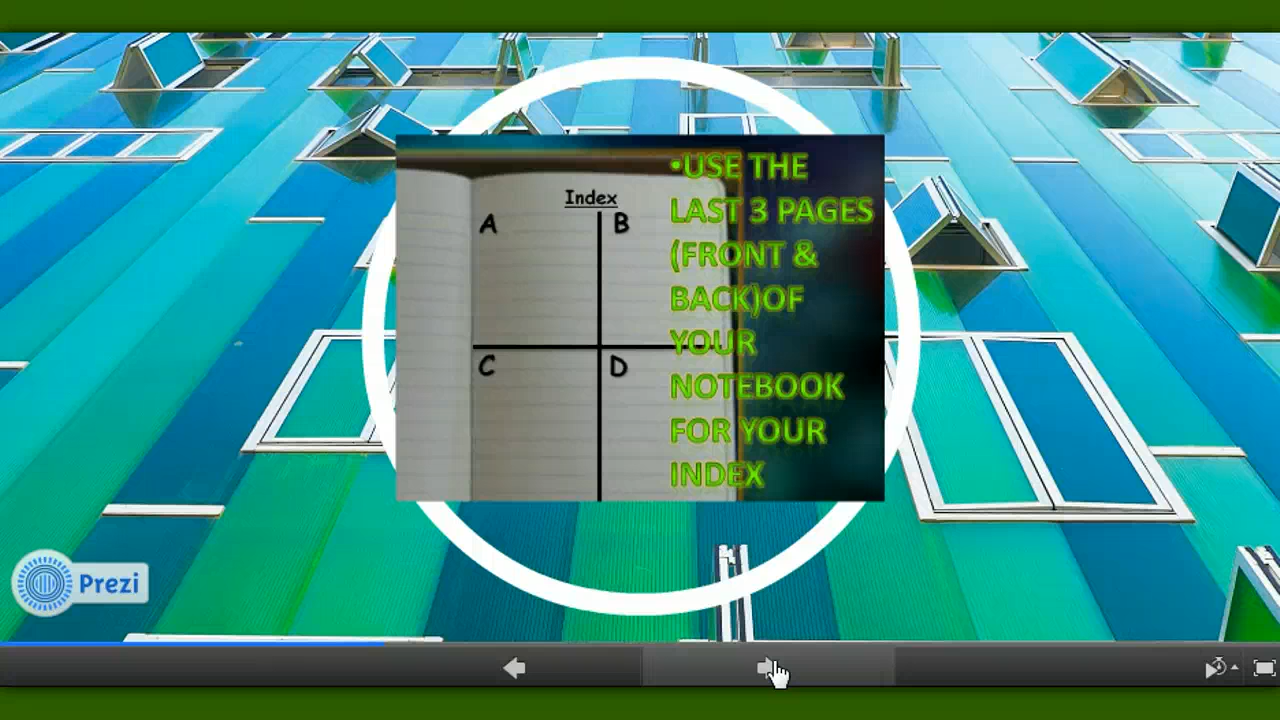 Index
A B
C D
•USE THE
LAST 3 PAGES
(FRONT &
BACK)OF
YOUR
NOTEBOOK
FOR YOUR
INDEX
Prezi